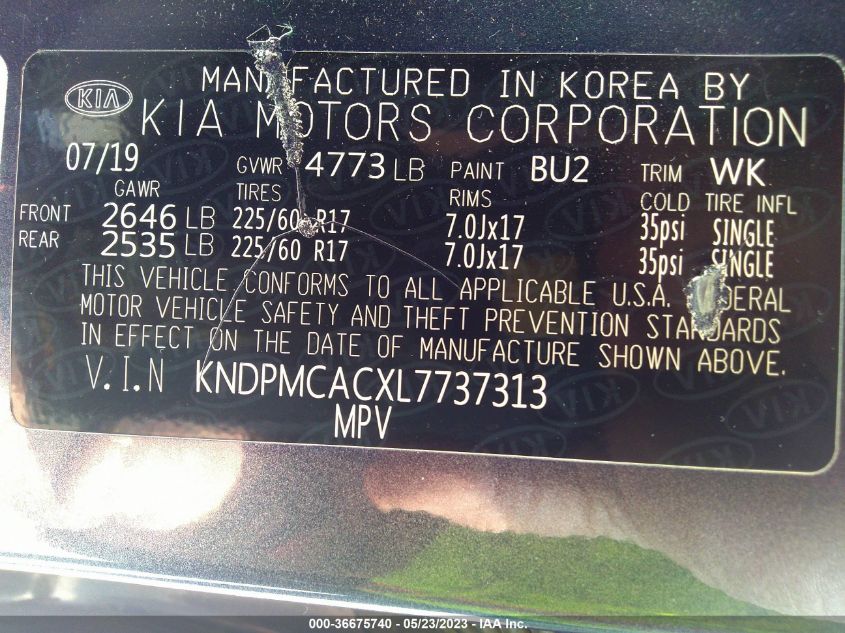 MANUFACTURED IN KOREA BY
KIA KIA MOTORS CORPORATION
07/19 GVWR 4773 LB PAINT BU2 TRIM WK
GAWR TIRES RIMS COLD TIRE INFL
FRONT 2646 LB 225/60 R17 7.0Jx17 35psi SINGLE
REAR 2535 LB 225/60 R17 7.0Jx17 35psi SINGLE
THIS VEHICLE CONFORMS TO ALL APPLICABLE U.S.A. FEDERAL
MOTOR VEHICLE SAFETY AND THEFT PREVENTION STANDARDS
IN EFFECT ON THE DATE OF MANUFACTURE SHOWN ABOVE.
V.I.N KNDPMCACXL7737313
MPV
000-36675740 - 05/23/2023 - IAA Inc.